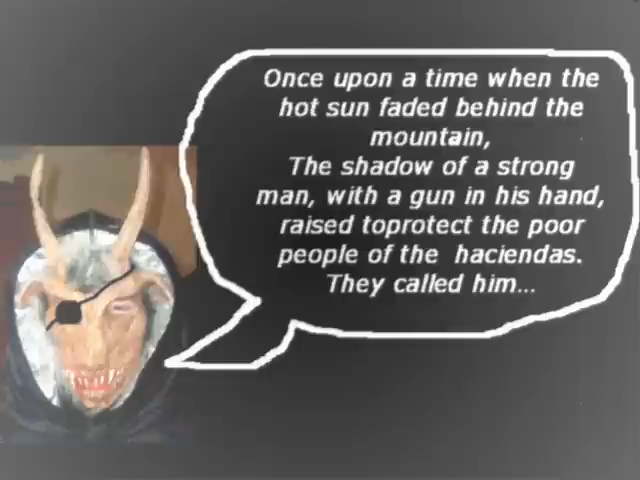 Once upon a time when the
hot sun faded behind the
mountain,
The shadow of a strong
man, with a gun in his hand,
raised toprotect the poor
people of the  haciendas.
They called him...